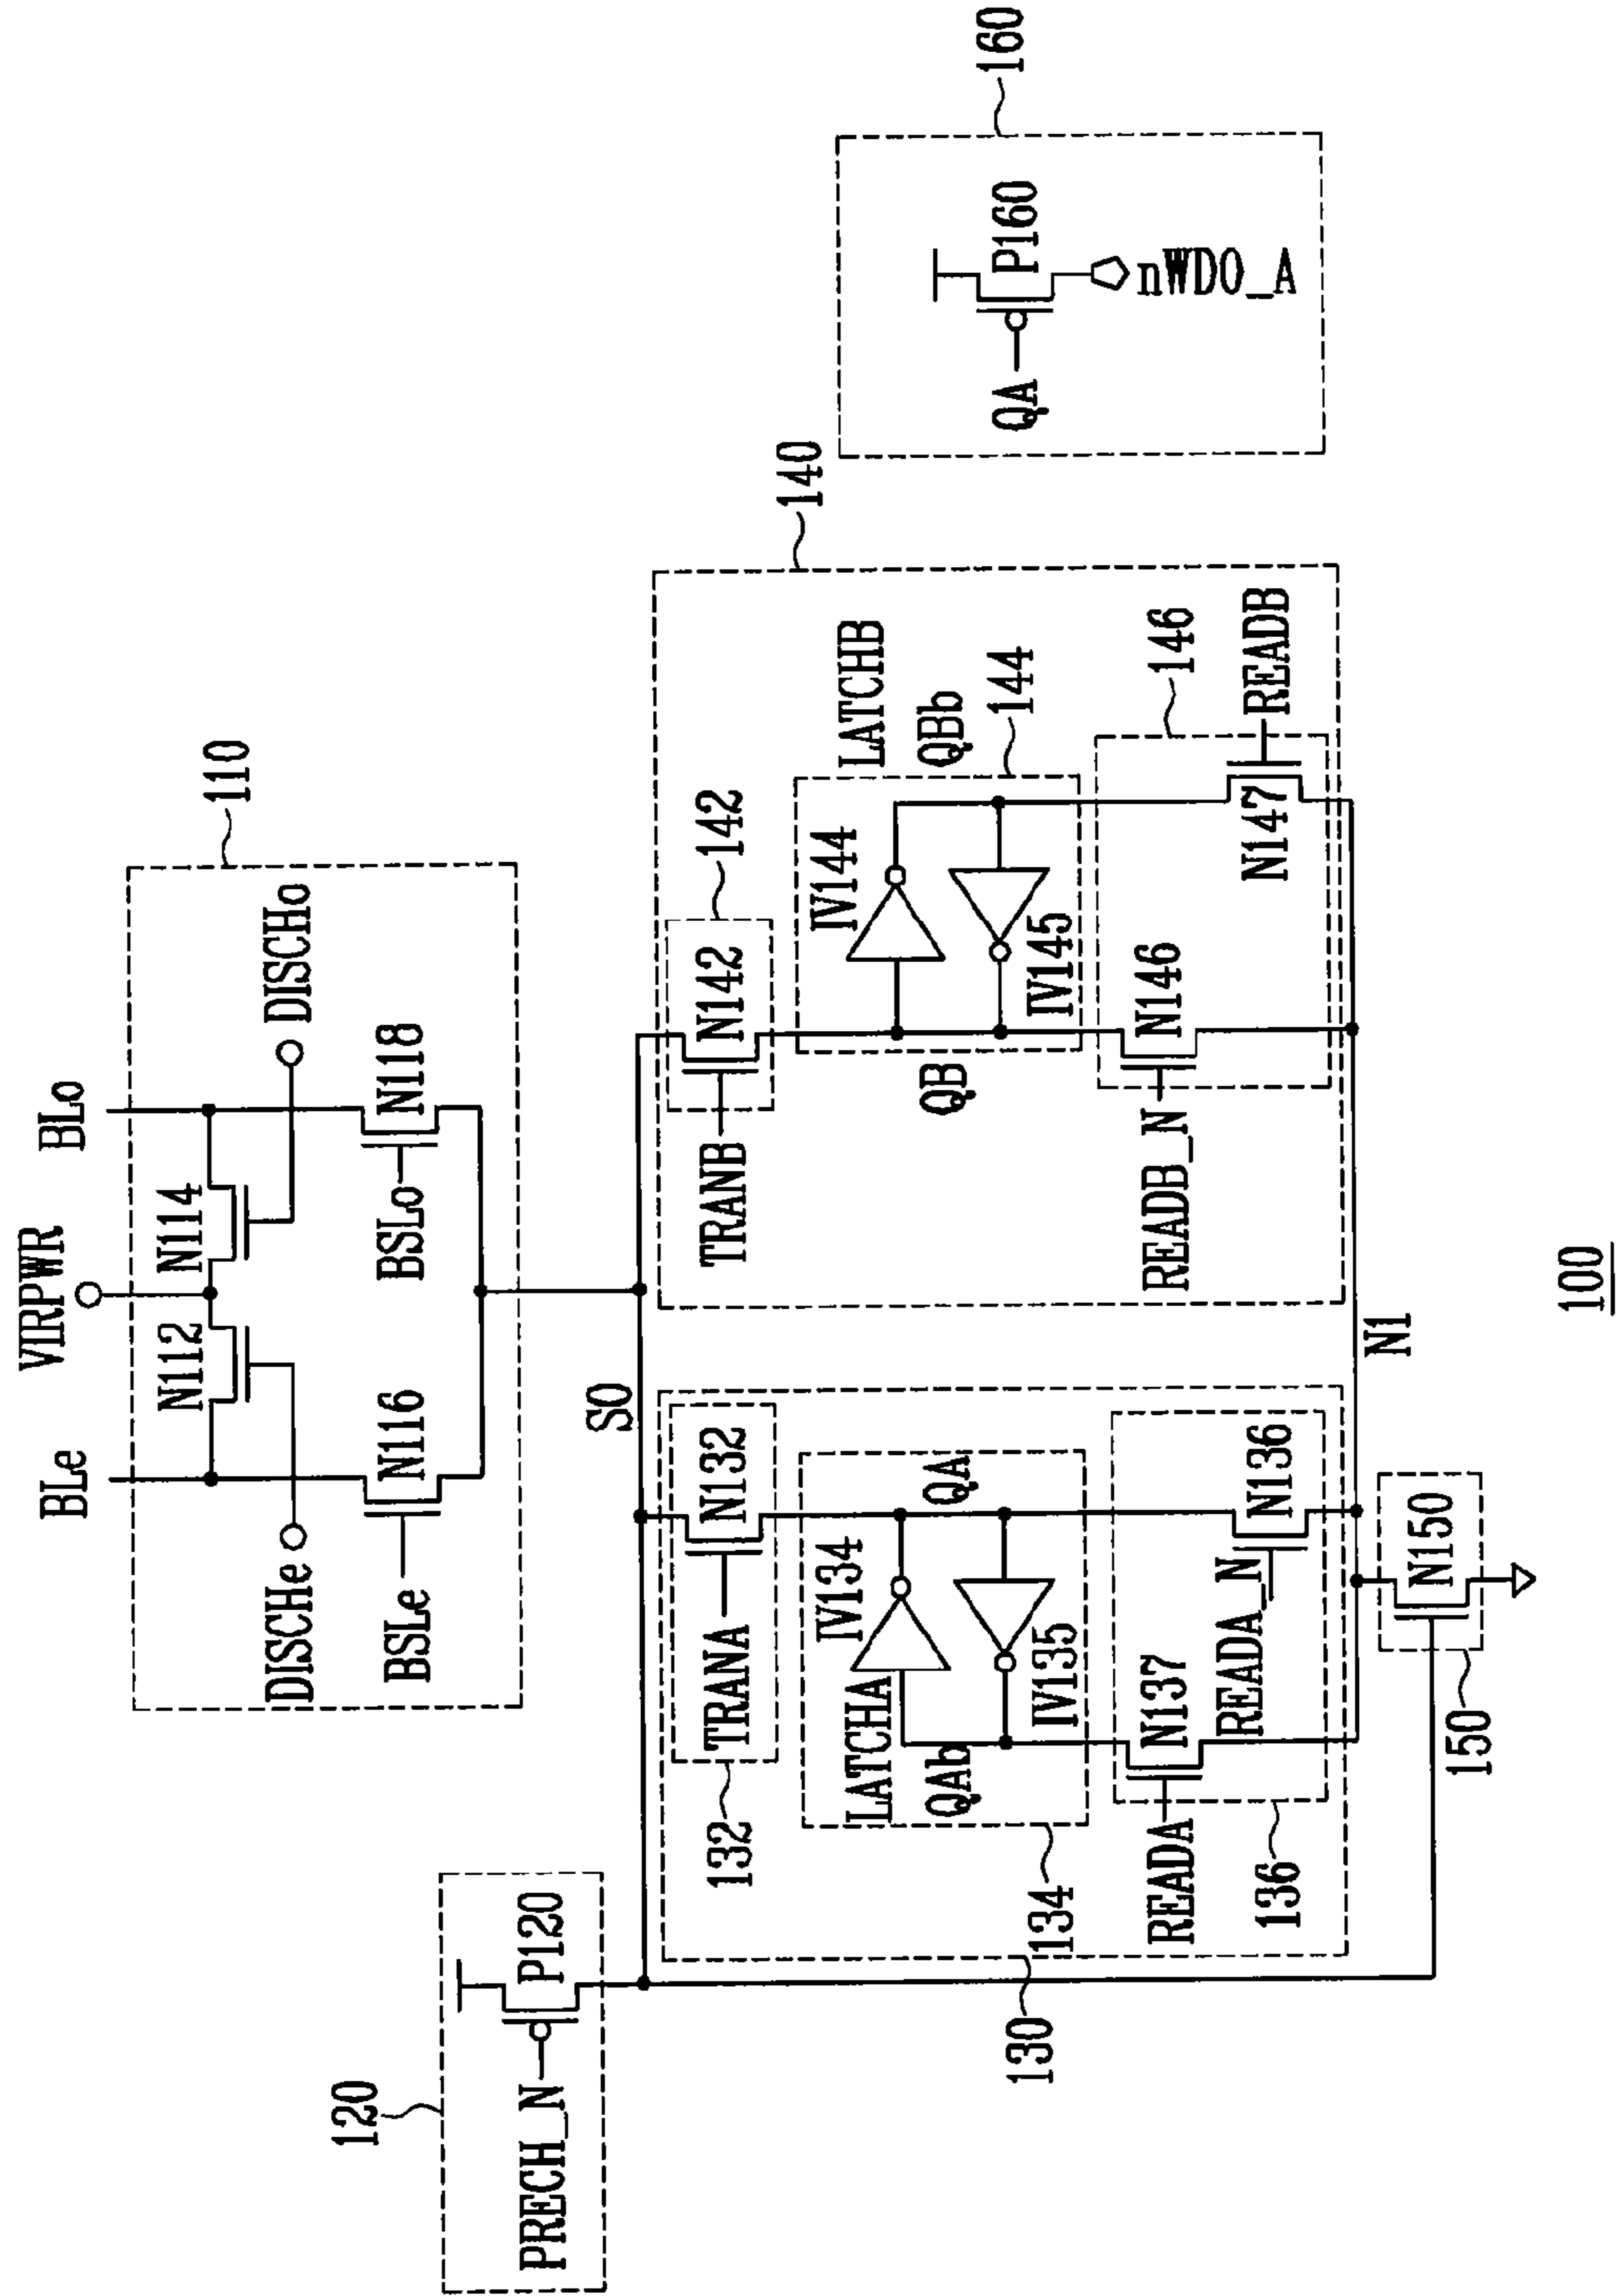 VIRPWR
BLe
BLo
110
N112
N114
DISCHe
DISCHo
N116
N118
BSLe
BSLo
120
PRECH_N
P120
SO
132
TRANA
N132
TRANB
N142
142
140
LATCHA
IV134
QAb
QA
IV135
134
130
IV144
LATCHB
QB
QBb
IV145
144
READA
N137
READA_N
N136
136
READB_N
N146
N147
READB
146
N1
150
N150
160
QA
P160
nWDO_A
100